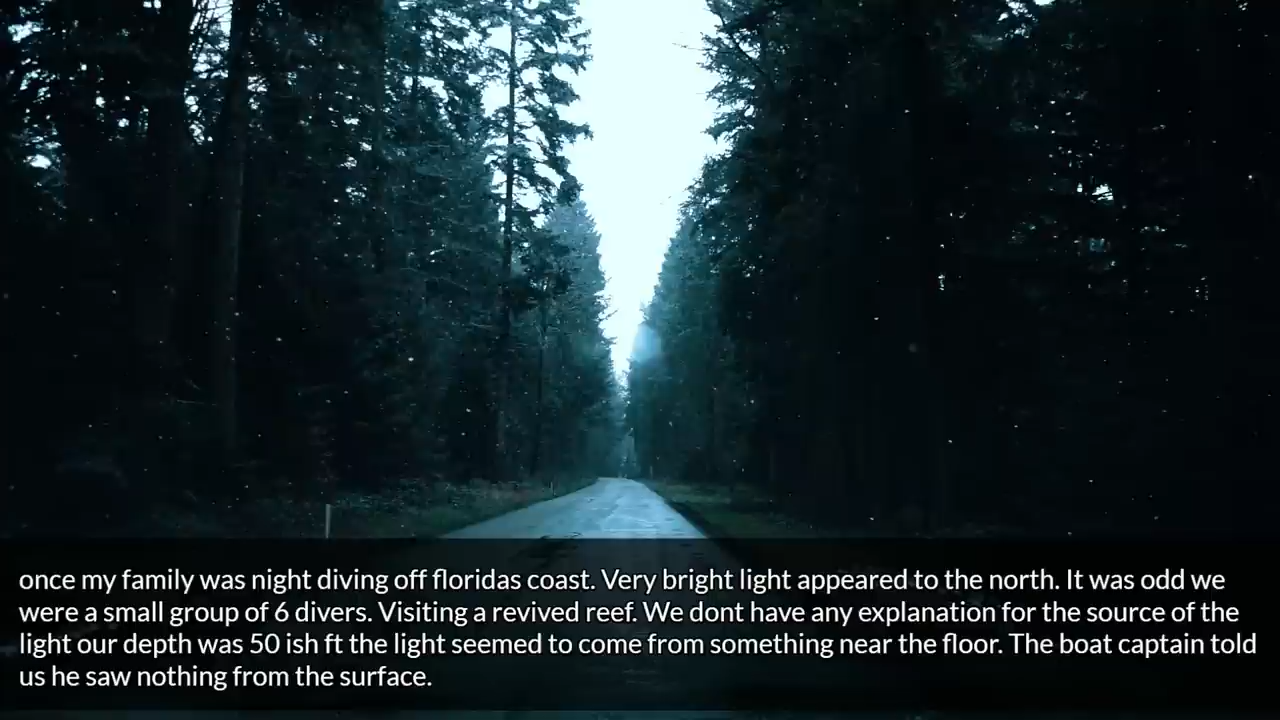 once my family was night diving off floridas coast. Very bright light appeared to the north. It was odd we
were a small group of 6 divers. Visiting a revived reef. We dont have any explanation for the source of the
light our depth was 50 ish ft the light seemed to come from something near the floor. The boat captain told
us he saw nothing from the surface.